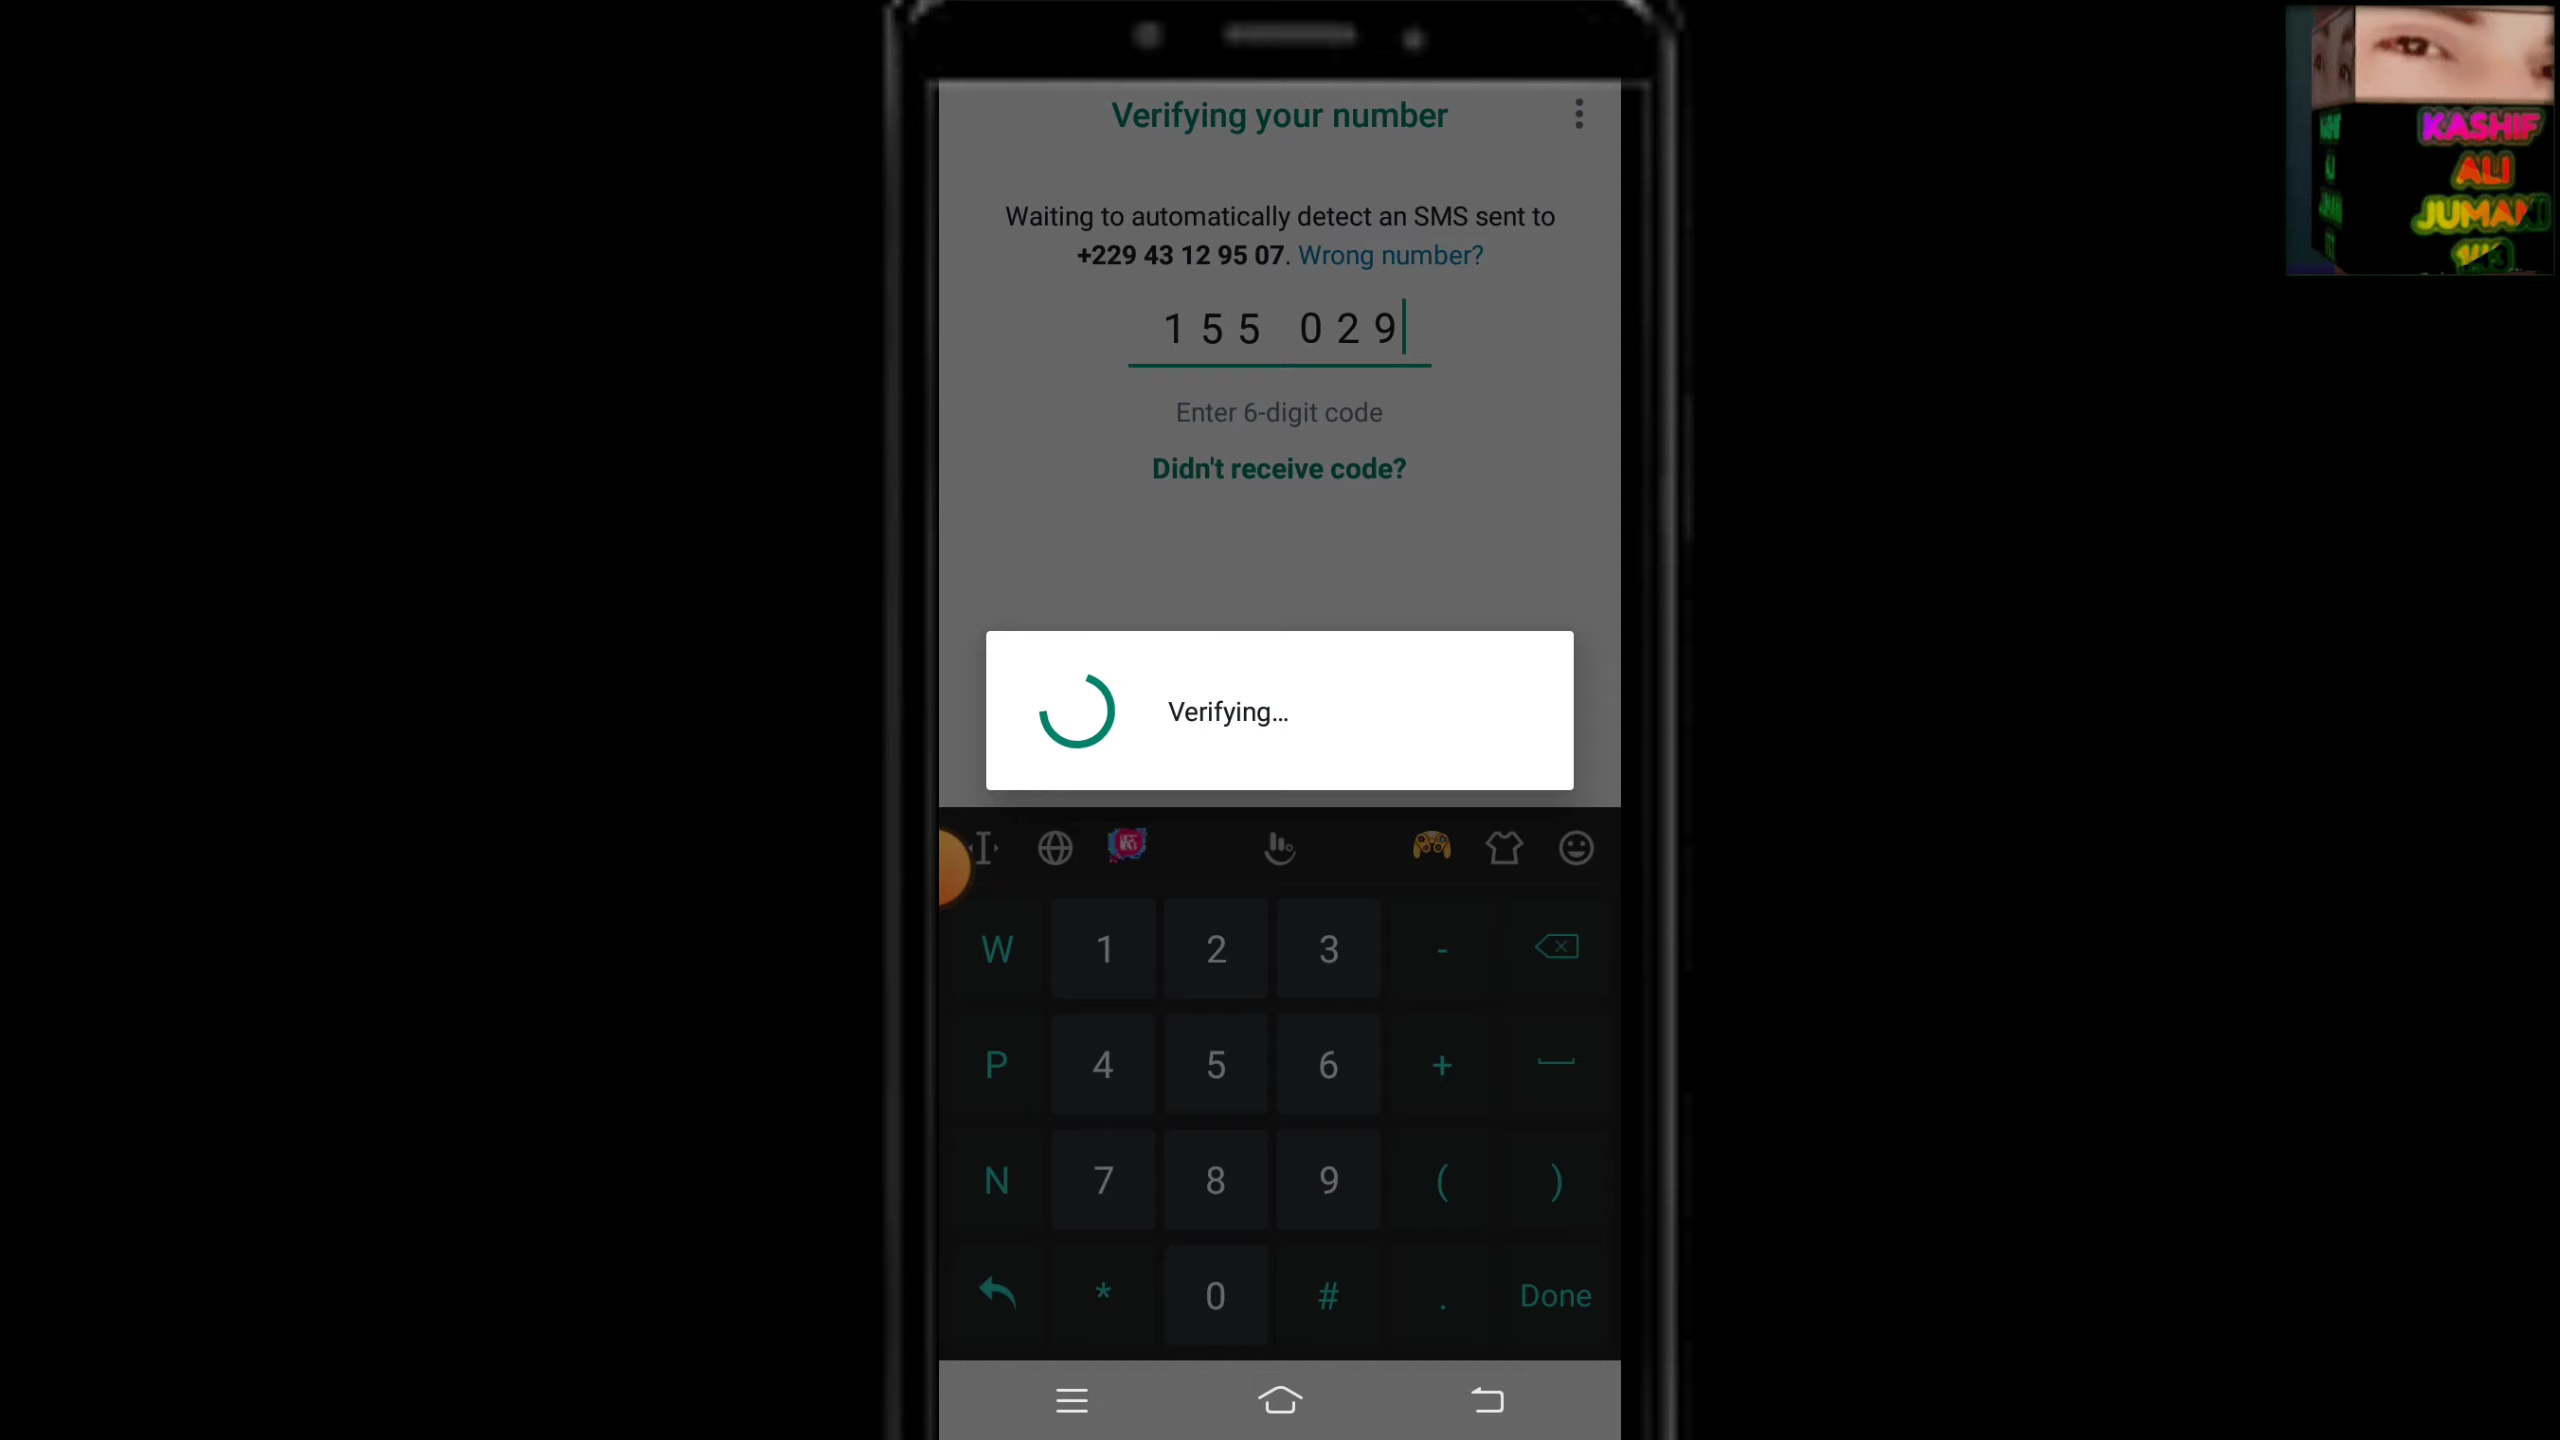 Verifying your number
Waiting to automatically detect an SMS sent to
+229 43 12 95 07. Wrong number?
155 029
Enter 6-digit code
Didn't receive code?
Verifying...
W 1 2 3 -
P 4 5 6 +
N 7 8 9 ( )
* 0 # . Done
KASHIF
ALI